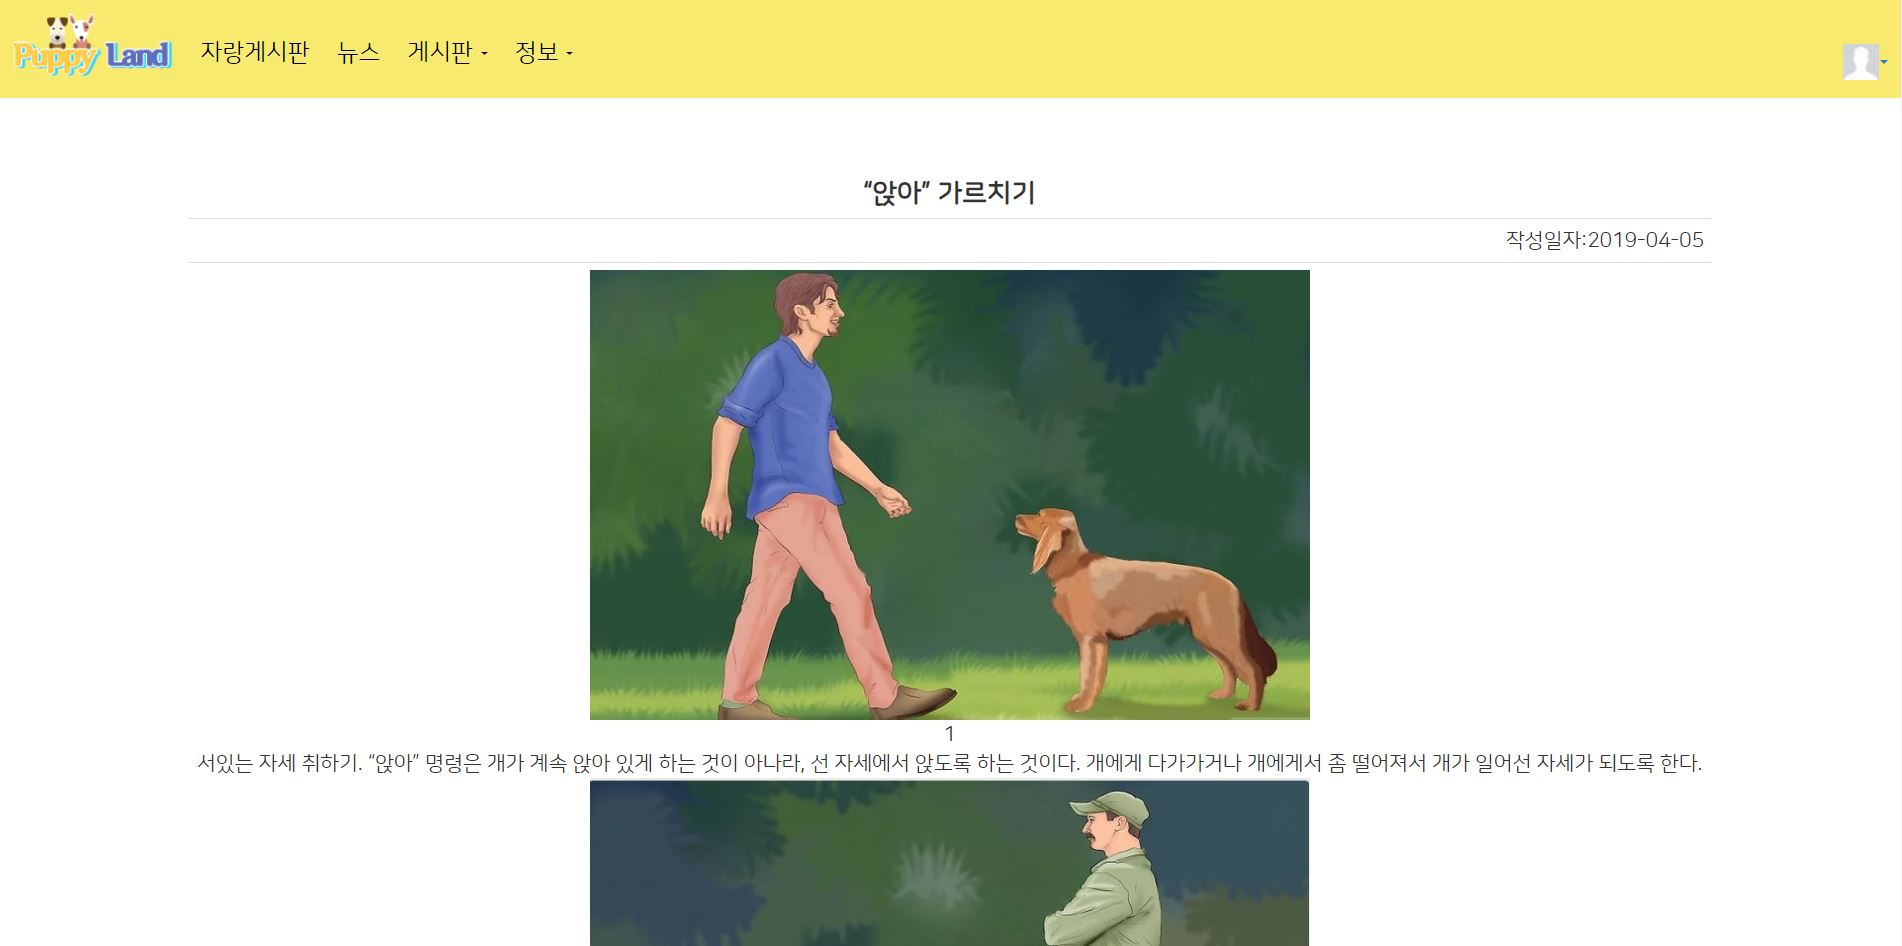 Puppy Land
자랑게시판
뉴스
게시판
정보
“앉아” 가르치기
작성일자:2019-04-05
1
서있는 자세 취하기. “앉아” 명령은 개가 계속 앉아 있게 하는 것이 아니라, 선 자세에서 앉도록 하는 것이다. 개에게 다가가거나 개에게서 좀 떨어져서 개가 일어선 자세가 되도록 한다.